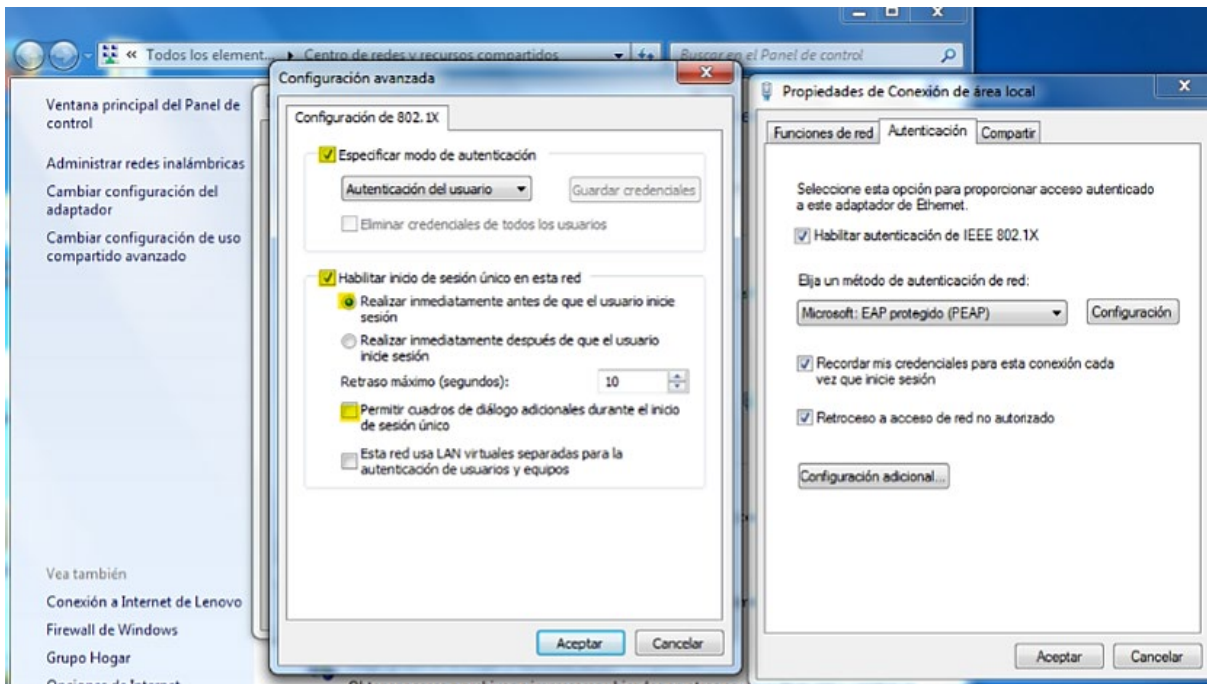 « Todos los element... ▸ Centro de redes y recursos compartidos
Buscar en el Panel de control
Ventana principal del Panel de
control
Administrar redes inalámbricas
Cambiar configuración del
adaptador
Cambiar configuración de uso
compartido avanzado
Vea también
Conexión a Internet de Lenovo
Firewall de Windows
Grupo Hogar
Opciones de Internet
Configuración avanzada
Configuración de 802.1X
Especificar modo de autenticación
Autenticación del usuario
Guardar credenciales
Eliminar credenciales de todos los usuarios
Habilitar inicio de sesión único en esta red
Realizar inmediatamente antes de que el usuario inicie
sesión
Realizar inmediatamente después de que el usuario
inicie sesión
Retraso máximo (segundos):
10
Permitir cuadros de diálogo adicionales durante el inicio
de sesión único
Esta red usa LAN virtuales separadas para la
autenticación de usuarios y equipos
Aceptar
Cancelar
Propiedades de Conexión de área local
Funciones de red
Autenticación
Compartir
Seleccione esta opción para proporcionar acceso autenticado
a este adaptador de Ethernet.
Habilitar autenticación de IEEE 802.1X
Elija un método de autenticación de red:
Microsoft: EAP protegido (PEAP)
Configuración
Recordar mis credenciales para esta conexión cada
vez que inicie sesión
Retroceso a acceso de red no autorizado
Configuración adicional...
Aceptar
Cancelar